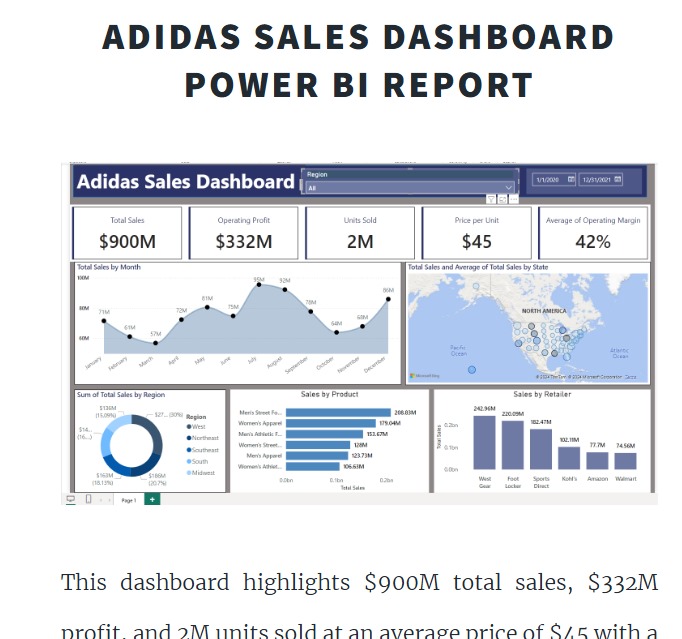 ADIDAS SALES DASHBOARD
POWER BI REPORT
Adidas Sales Dashboard
Region
All
1/1/2020
12/31/2021
Total Sales
$900M
Operating Profit
$332M
Units Sold
2M
Price per Unit
$45
Average of Operating Margin
42%
Total Sales by Month
100M
80M
60M
71M
61M
57M
72M
81M
75M
95M
92M
78M
64M
68M
86M
January
February
March
April
May
June
July
August
September
October
November
December
Total Sales and Average of Total Sales by State
NORTH AMERICA
Pacific
Ocean
Atlantic
Ocean
Sum of Total Sales by Region
$136M
(15.09%)
$27... (30%)
$14...
(16...)
$163M
(18.13%)
$186M
(20.7%)
Region
West
Northeast
Southeast
South
Midwest
Sales by Product
Men's Street Fo...
208.83M
Women's Apparel
179.04M
Men's Athletic F...
153.67M
Women's Street...
128M
Men's Apparel
123.73M
Women's Athlet...
106.63M
0.0bn
0.1bn
0.2bn
Total Sales
Sales by Retailer
Total Sales
0.2bn
0.1bn
0.0bn
242.96M
220.09M
182.47M
102.11M
77.7M
74.56M
West
Gear
Foot
Locker
Sports
Direct
Kohl's
Amazon
Walmart
Page 1
This dashboard highlights $900M total sales, $332M
profit, and 2M units sold at an average price of $45 with a